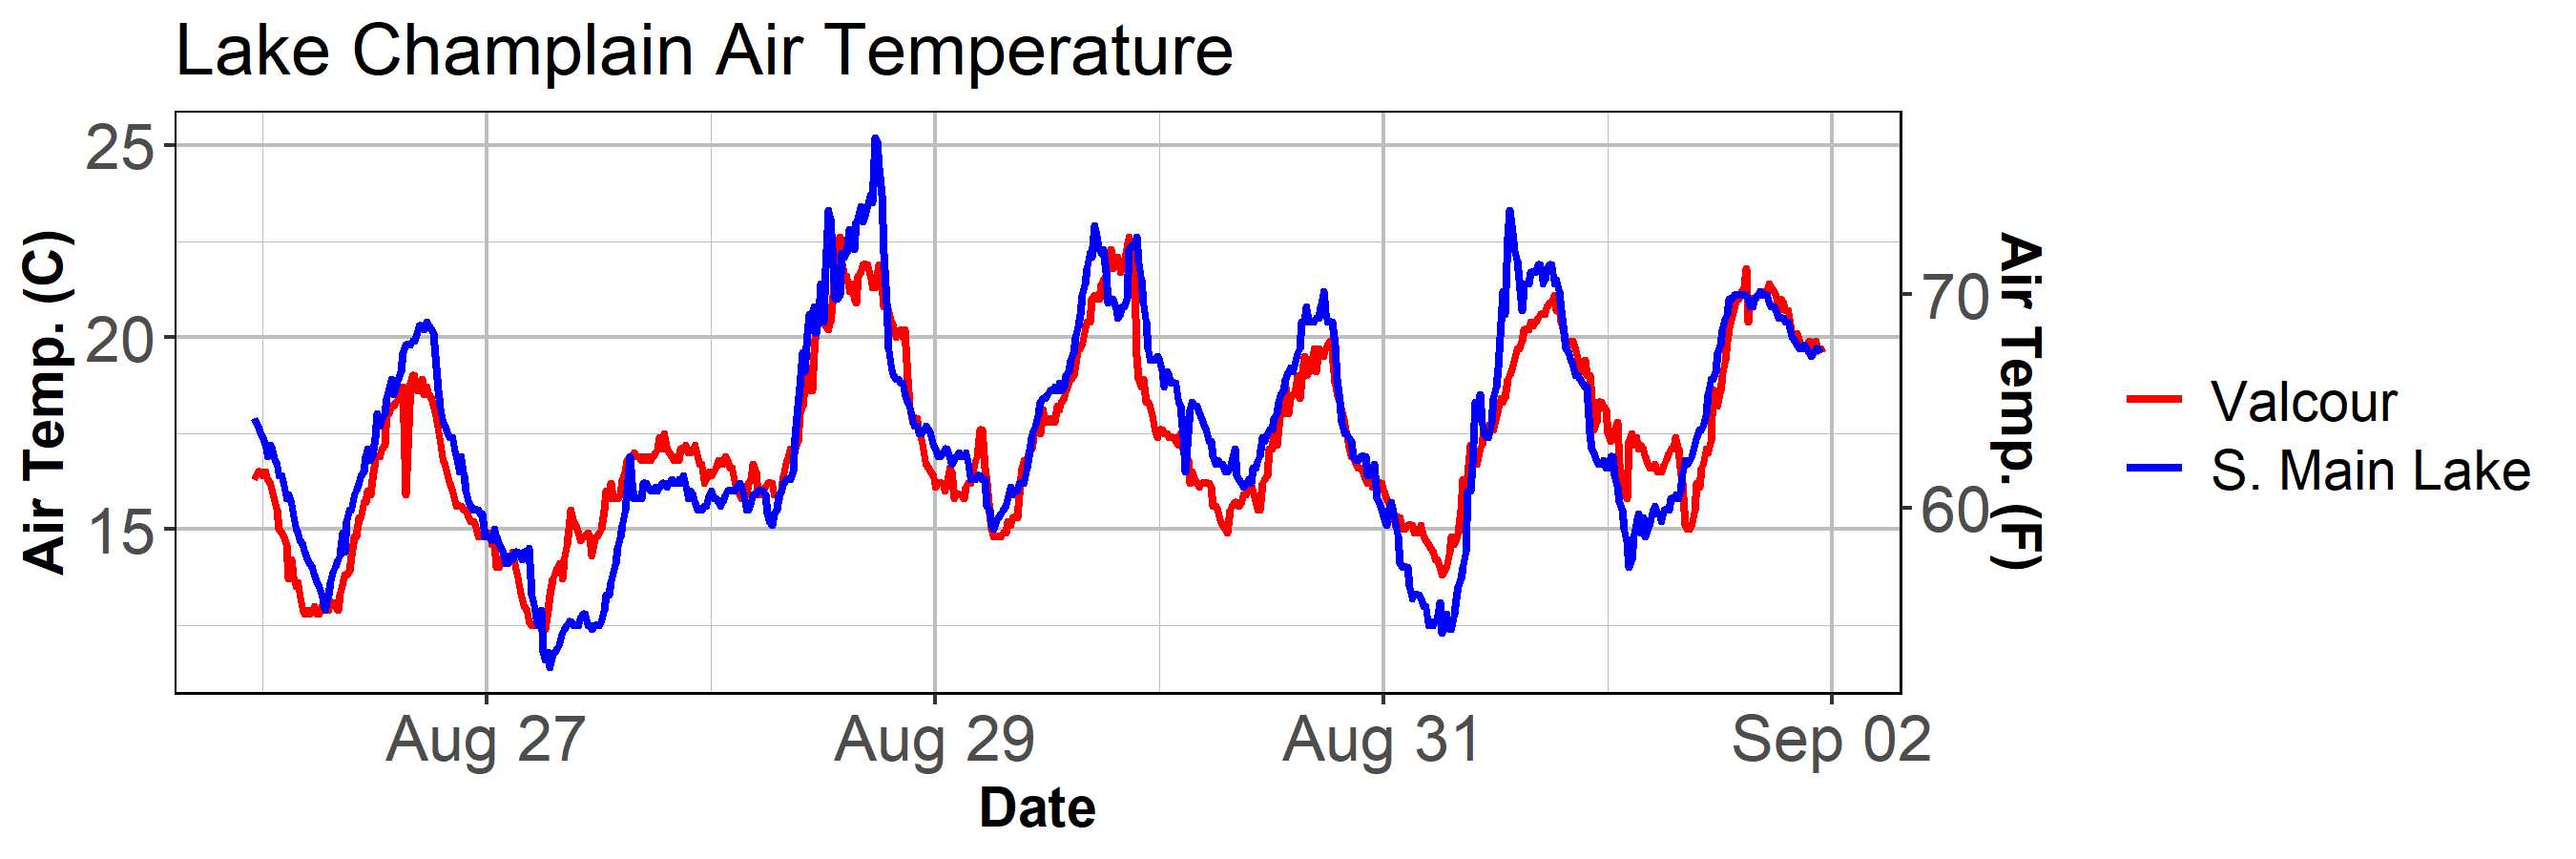 Lake Champlain Air Temperature
Air Temp. (C)
25
20
15
70
60
Air Temp. (F)
Valcour
S. Main Lake
Aug 27
Aug 29
Aug 31
Sep 02
Date